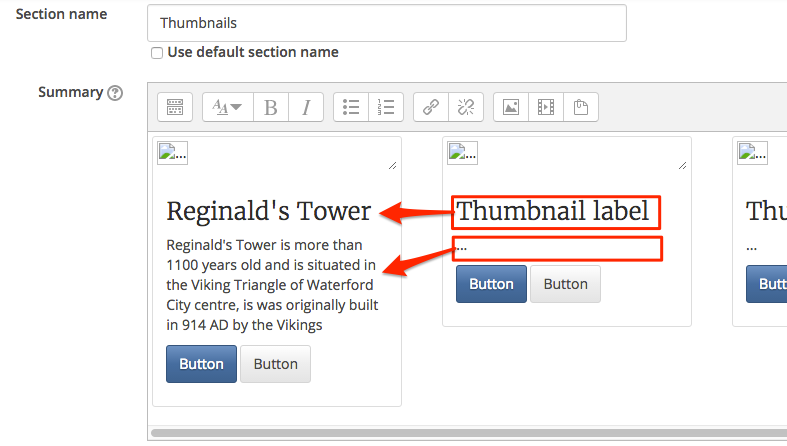 Section name
Thumbnails
Use default section name
Summary
B I
...
Reginald's Tower
Reginald's Tower is more than
1100 years old and is situated in
the Viking Triangle of Waterford
City centre, is was originally built
in 914 AD by the Vikings
Button Button
...
Thumbnail label
...
Button Button
...
Thu
...
Butt